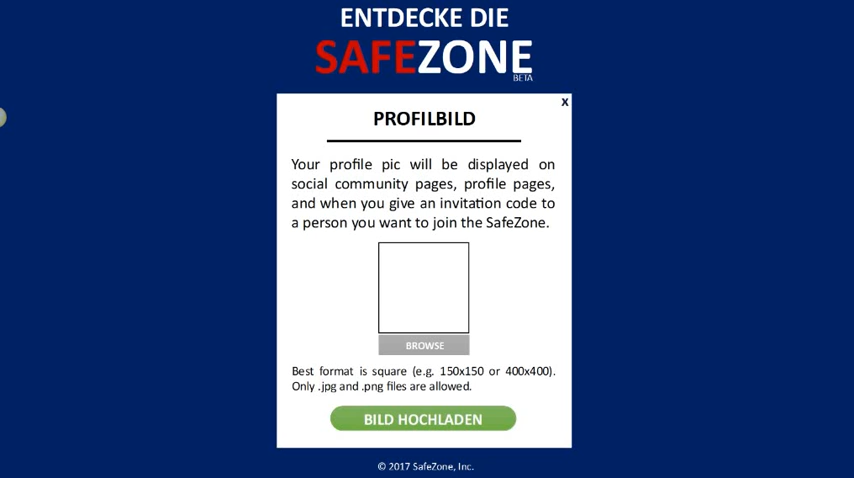 ENTDECKE DIE
SAFEZONE
BETA
X
PROFILBILD
Your profile pic will be displayed on
social community pages, profile pages,
and when you give an invitation code to
a person you want to join the SafeZone.
BROWSE
Best format is square (e.g. 150x150 or 400x400).
Only .jpg and .png files are allowed.
BILD HOCHLADEN
© 2017 SafeZone, Inc.